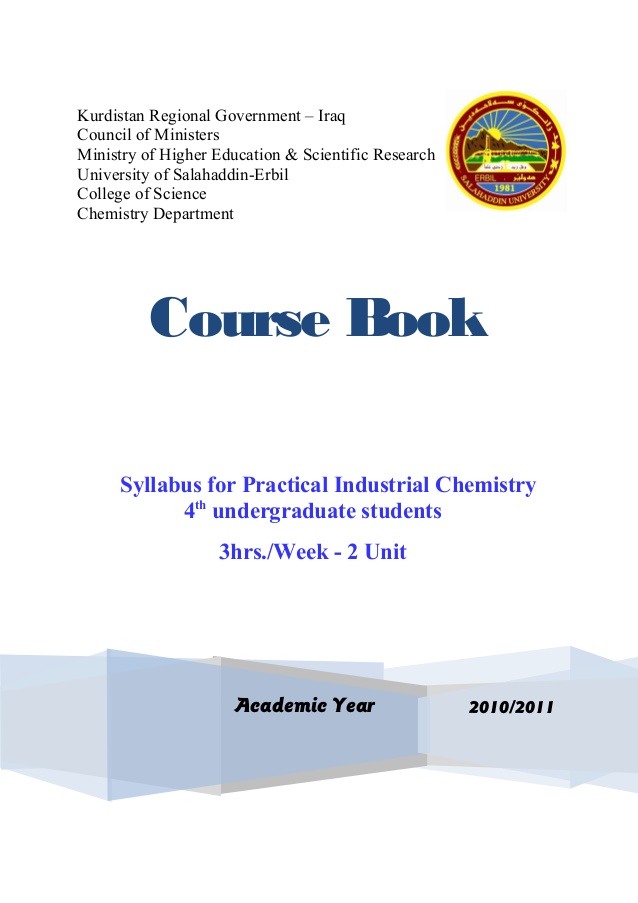 Kurdistan Regional Government – Iraq
Council of Ministers
Ministry of Higher Education & Scientific Research
University of Salahaddin-Erbil
College of Science
Chemistry Department
ERBIL
1981
SALAHADDIN UNIVERSITY
Course Book
Syllabus for Practical Industrial Chemistry
4th undergraduate students
3hrs./Week - 2 Unit
Academic Year 2010/2011